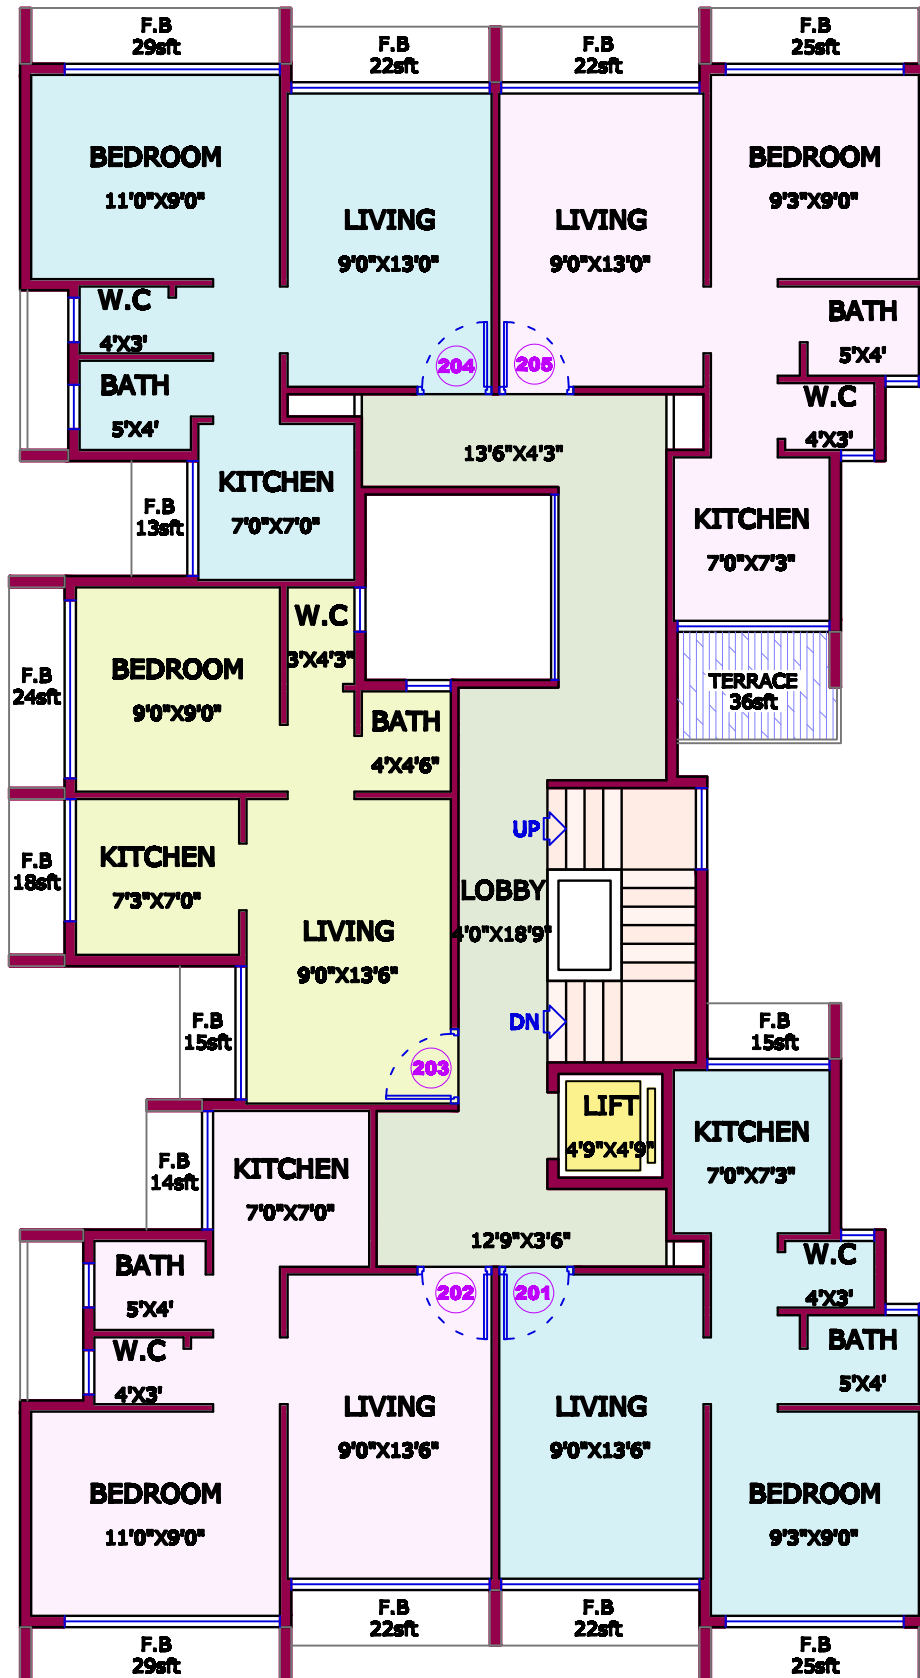 F.B
29sft
F.B
22sft
F.B
22sft
F.B
25sft
BEDROOM
11'0"X9'0"
LIVING
9'0"X13'0"
LIVING
9'0"X13'0"
BEDROOM
9'3"X9'0"
W.C
4'X3'
BATH
5'X4'
204
205
BATH
5'X4'
W.C
4'X3'
13'6"X4'3"
KITCHEN
7'0"X7'0"
F.B
13sft
KITCHEN
7'0"X7'3"
W.C
3'X4'3"
BEDROOM
9'0"X9'0"
F.B
24sft
TERRACE
36sft
BATH
4'X4'6"
UP
KITCHEN
7'3"X7'0"
F.B
18sft
LOBBY
4'0"X18'9"
LIVING
9'0"X13'6"
F.B
15sft
DN
F.B
15sft
203
LIFT
4'9"X4'9"
KITCHEN
7'0"X7'3"
F.B
14sft
KITCHEN
7'0"X7'0"
12'9"X3'6"
W.C
4'X3'
BATH
5'X4'
202
201
W.C
4'X3'
BATH
5'X4'
LIVING
9'0"X13'6"
LIVING
9'0"X13'6"
BEDROOM
11'0"X9'0"
BEDROOM
9'3"X9'0"
F.B
22sft
F.B
22sft
F.B
29sft
F.B
25sft